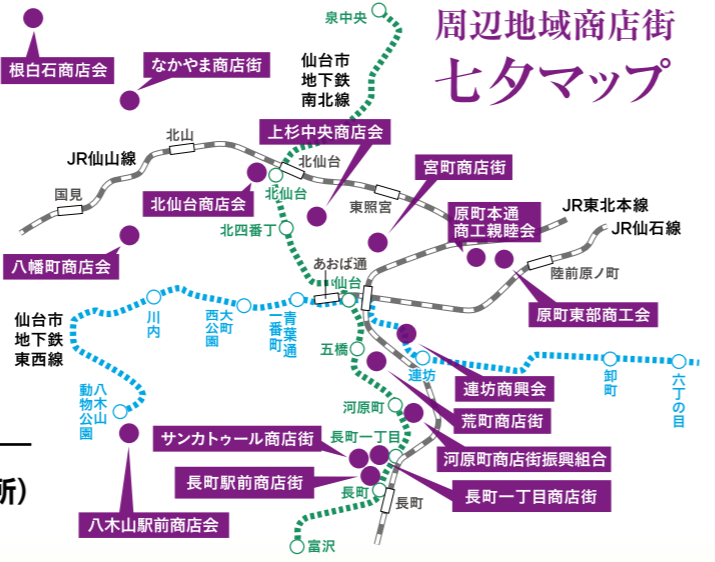 周辺地域商店街
七夕マップ
泉中央
仙台市
地下鉄
南北線
根白石商店会
なかやま商店街
上杉中央商店会
北山
JR仙山線
北仙台
宮町商店街
国見
北仙台商店会
北仙台
東照宮
原町本通
商工親睦会
JR東北本線
JR仙石線
北四番丁
八幡町商店会
あおば通
仙台
陸前原ノ町
原町東部商工会
仙台市
地下鉄
東西線
川内
大町
西公園
青葉通
一番町
五橋
連坊
卸町
六丁の目
連坊商興会
八木山
動物公園
河原町
荒町商店街
サンカトゥール商店街
長町一丁目
河原町商店街振興組合
長町駅前商店街
長町
長町
長町一丁目商店街
所)
八木山駅前商店会
富沢